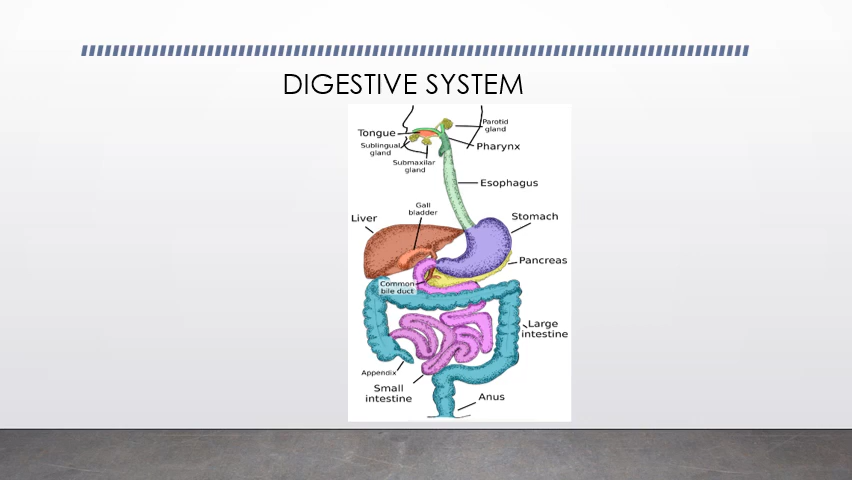 DIGESTIVE SYSTEM
Parotid
gland
Tongue
Sublingual
gland
Pharynx
Submaxilar
gland
Esophagus
Gall
bladder
Liver
Stomach
Pancreas
Common
bile duct
Large
intestine
Appendix
Small
intestine
Anus